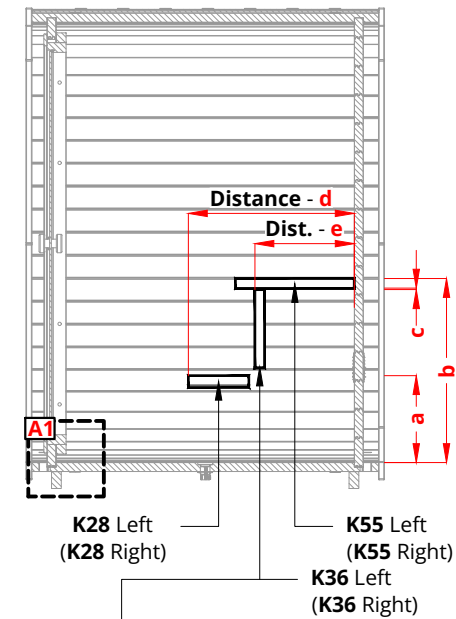 Distance - d
Dist. - e
c
b
a
A1
K28 Left
(K28 Right)
K55 Left
(K55 Right)
K36 Left
(K36 Right)